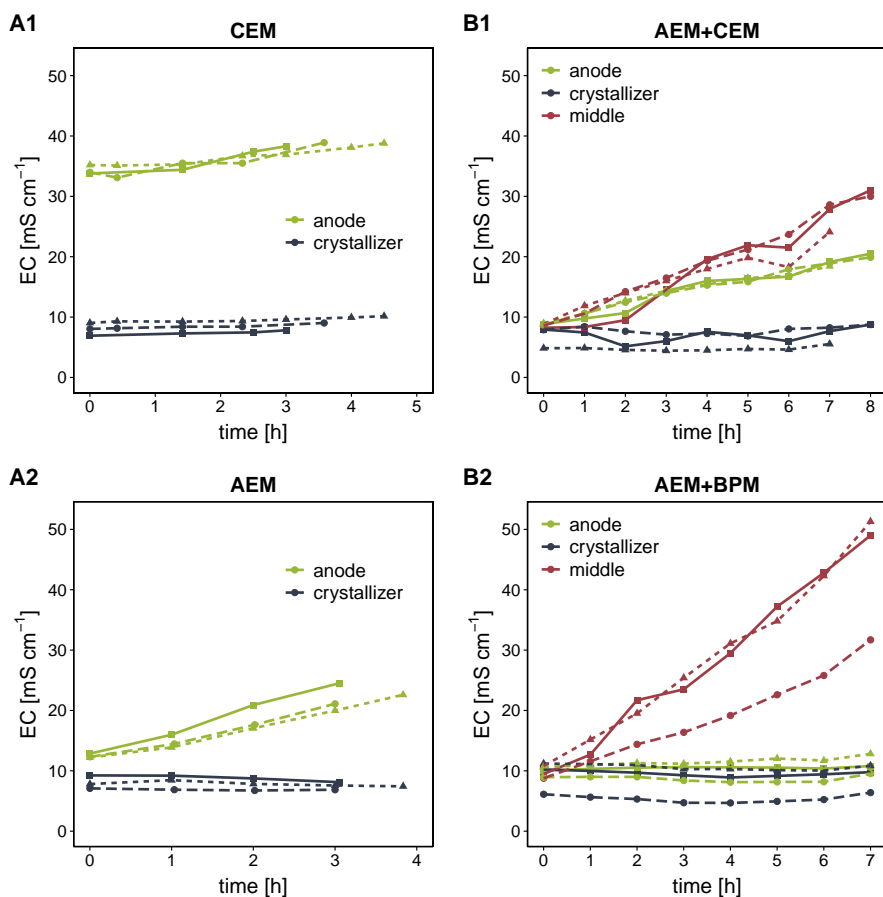 A1
CEM
EC [mS cm⁻¹]
50
40
30
20
10
0
anode
crystallizer
0 1 2 3 4 5
time [h]
B1
AEM+CEM
EC [mS cm⁻¹]
50
40
30
20
10
0
anode
crystallizer
middle
0 1 2 3 4 5 6 7 8
time [h]
A2
AEM
EC [mS cm⁻¹]
50
40
30
20
10
0
anode
crystallizer
0 1 2 3 4
time [h]
B2
AEM+BPM
EC [mS cm⁻¹]
50
40
30
20
10
0
anode
crystallizer
middle
0 1 2 3 4 5 6 7
time [h]